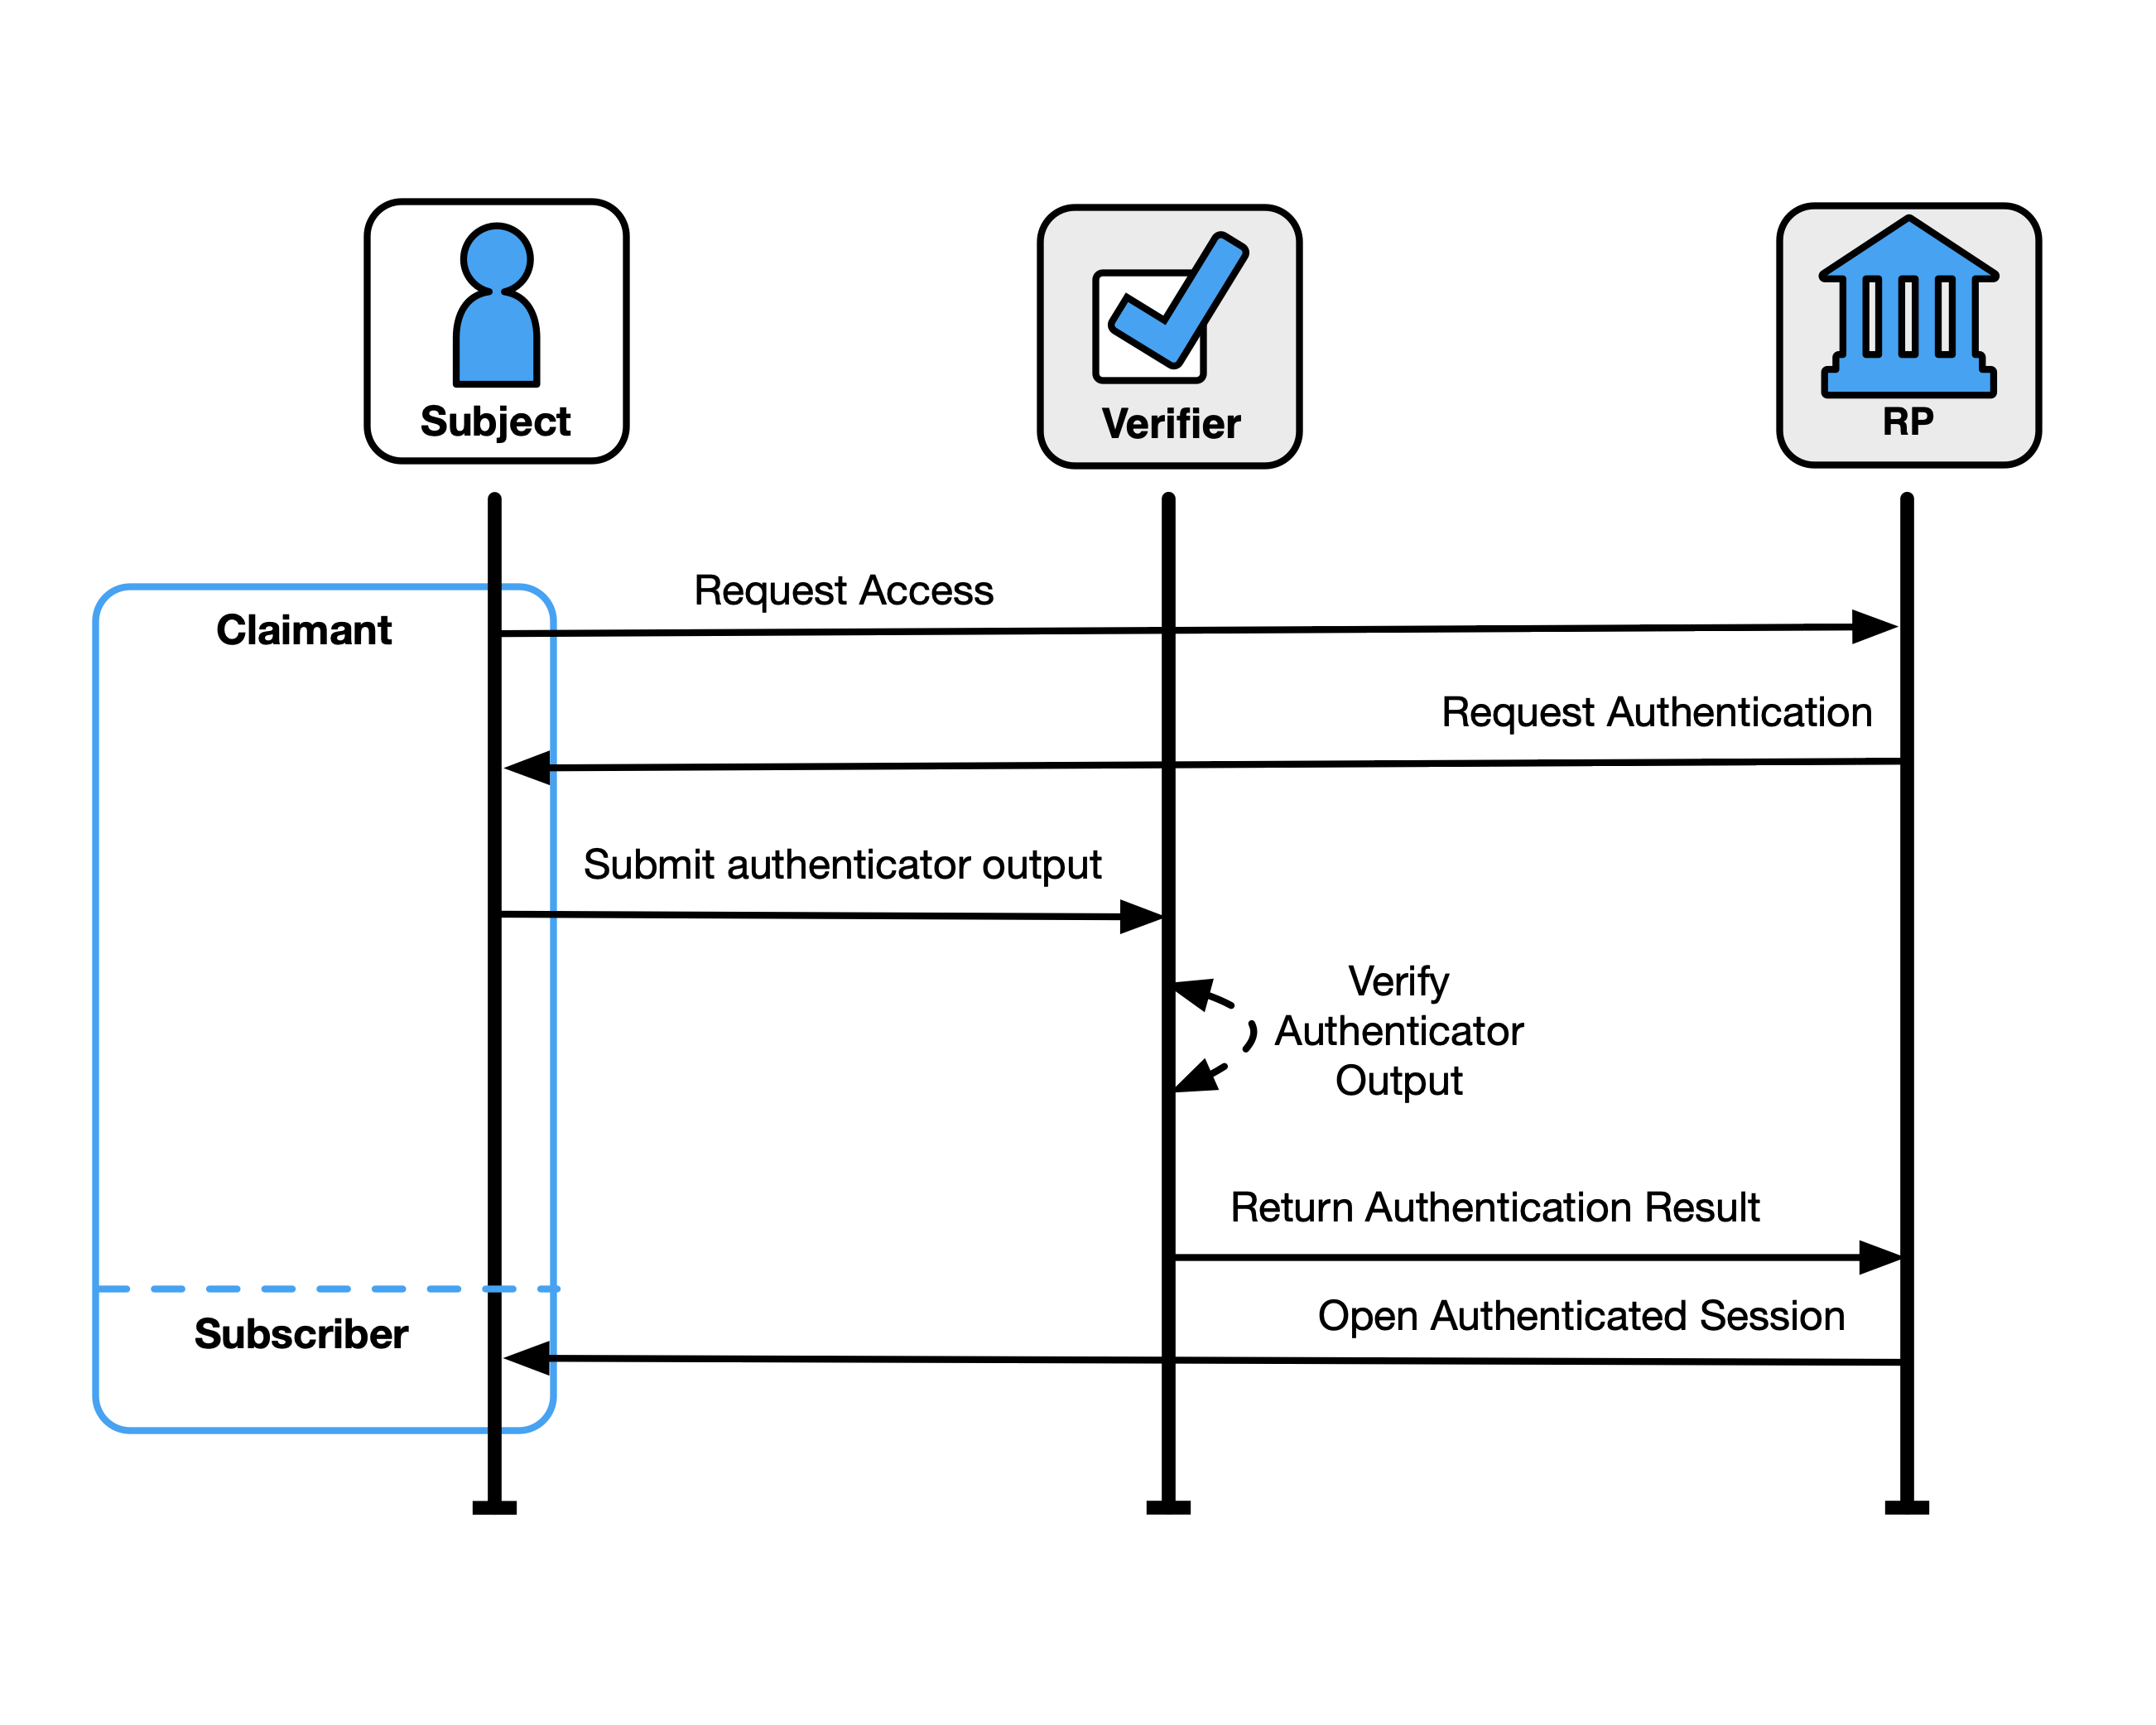 Subject
Verifier
RP
Request Access
Claimant
Request Authentication
Submit authenticator output
Verify
Authenticator
Output
Return Authentication Result
Open Authenticated Session
Subscriber